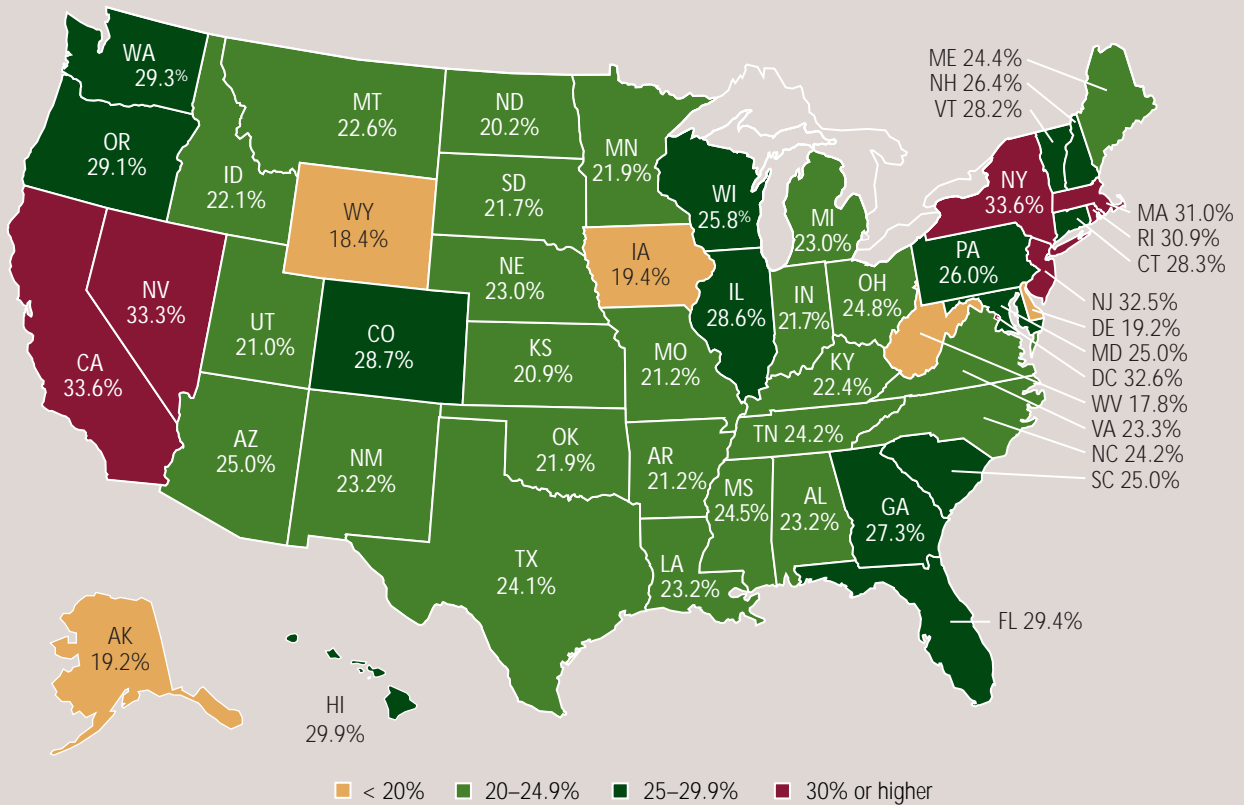 WA
29.3%
OR
29.1%
CA
33.6%
NV
33.3%
ID
22.1%
MT
22.6%
WY
18.4%
UT
21.0%
CO
28.7%
AZ
25.0%
NM
23.2%
ND
20.2%
SD
21.7%
NE
23.0%
KS
20.9%
OK
21.9%
TX
24.1%
MN
21.9%
IA
19.4%
MO
21.2%
AR
21.2%
LA
23.2%
WI
25.8%
IL
28.6%
MI
23.0%
IN
21.7%
OH
24.8%
KY
22.4%
TN 24.2%
MS
24.5%
AL
23.2%
GA
27.3%
FL 29.4%
PA
26.0%
NY
33.6%
ME 24.4%
NH 26.4%
VT 28.2%
MA 31.0%
RI 30.9%
CT 28.3%
NJ 32.5%
DE 19.2%
MD 25.0%
DC 32.6%
WV 17.8%
VA 23.3%
NC 24.2%
SC 25.0%
AK
19.2%
HI
29.9%
< 20%
20–24.9%
25–29.9%
30% or higher